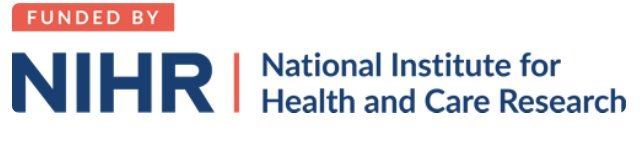 FUNDED BY
NIHR | National Institute for
Health and Care Research